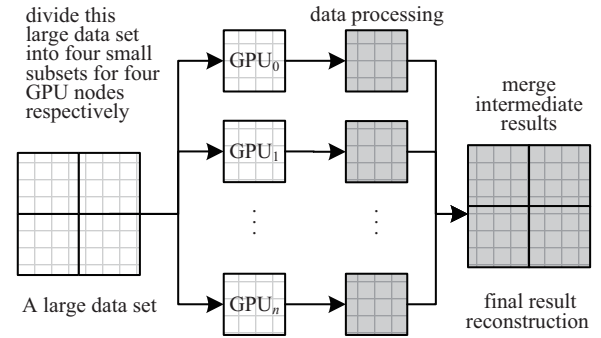 divide this
large data set
into four small
subsets for four
GPU nodes
respectively
data processing
GPU0
GPU1
GPUn
merge
intermediate
results
A large data set
final result
reconstruction